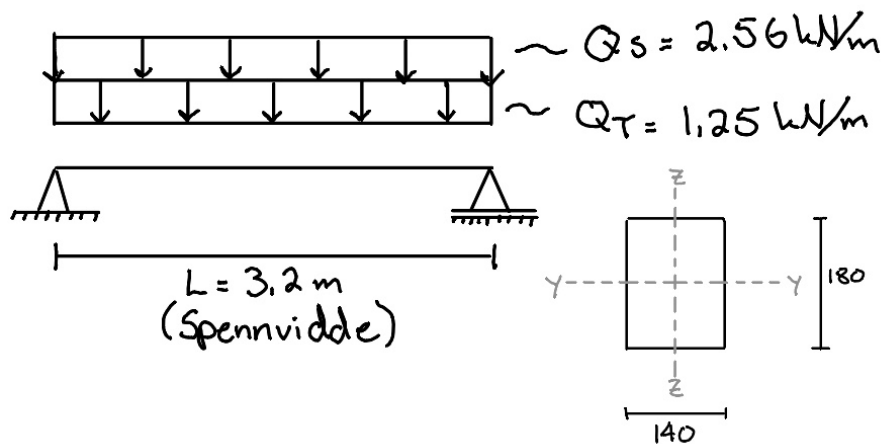 Qs = 2,56 kN/m
QT = 1,25 kN/m
L = 3,2 m
(Spennvidde)
Z
Y
Y
180
Z
140